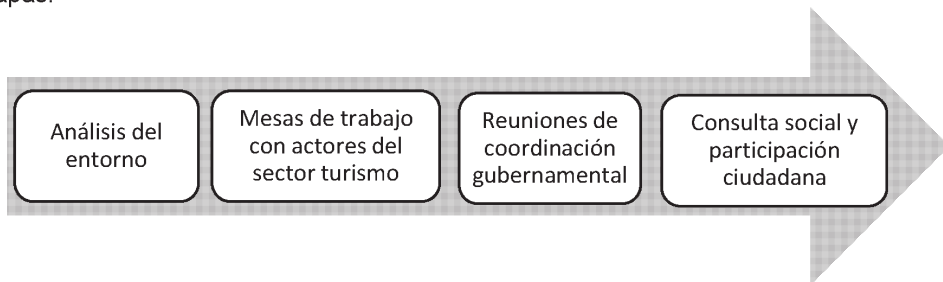 Análisis del
entorno
Mesas de trabajo
con actores del
sector turismo
Reuniones de
coordinación
gubernamental
Consulta social y
participación
ciudadana